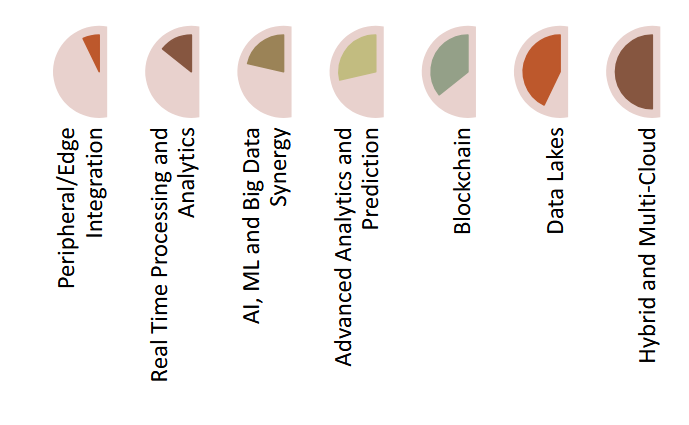 Peripheral/Edge
Integration
Real Time Processing and
Analytics
AI, ML and Big Data
Synergy
Advanced Analytics and
Prediction
Blockchain
Data Lakes
Hybrid and Multi-Cloud